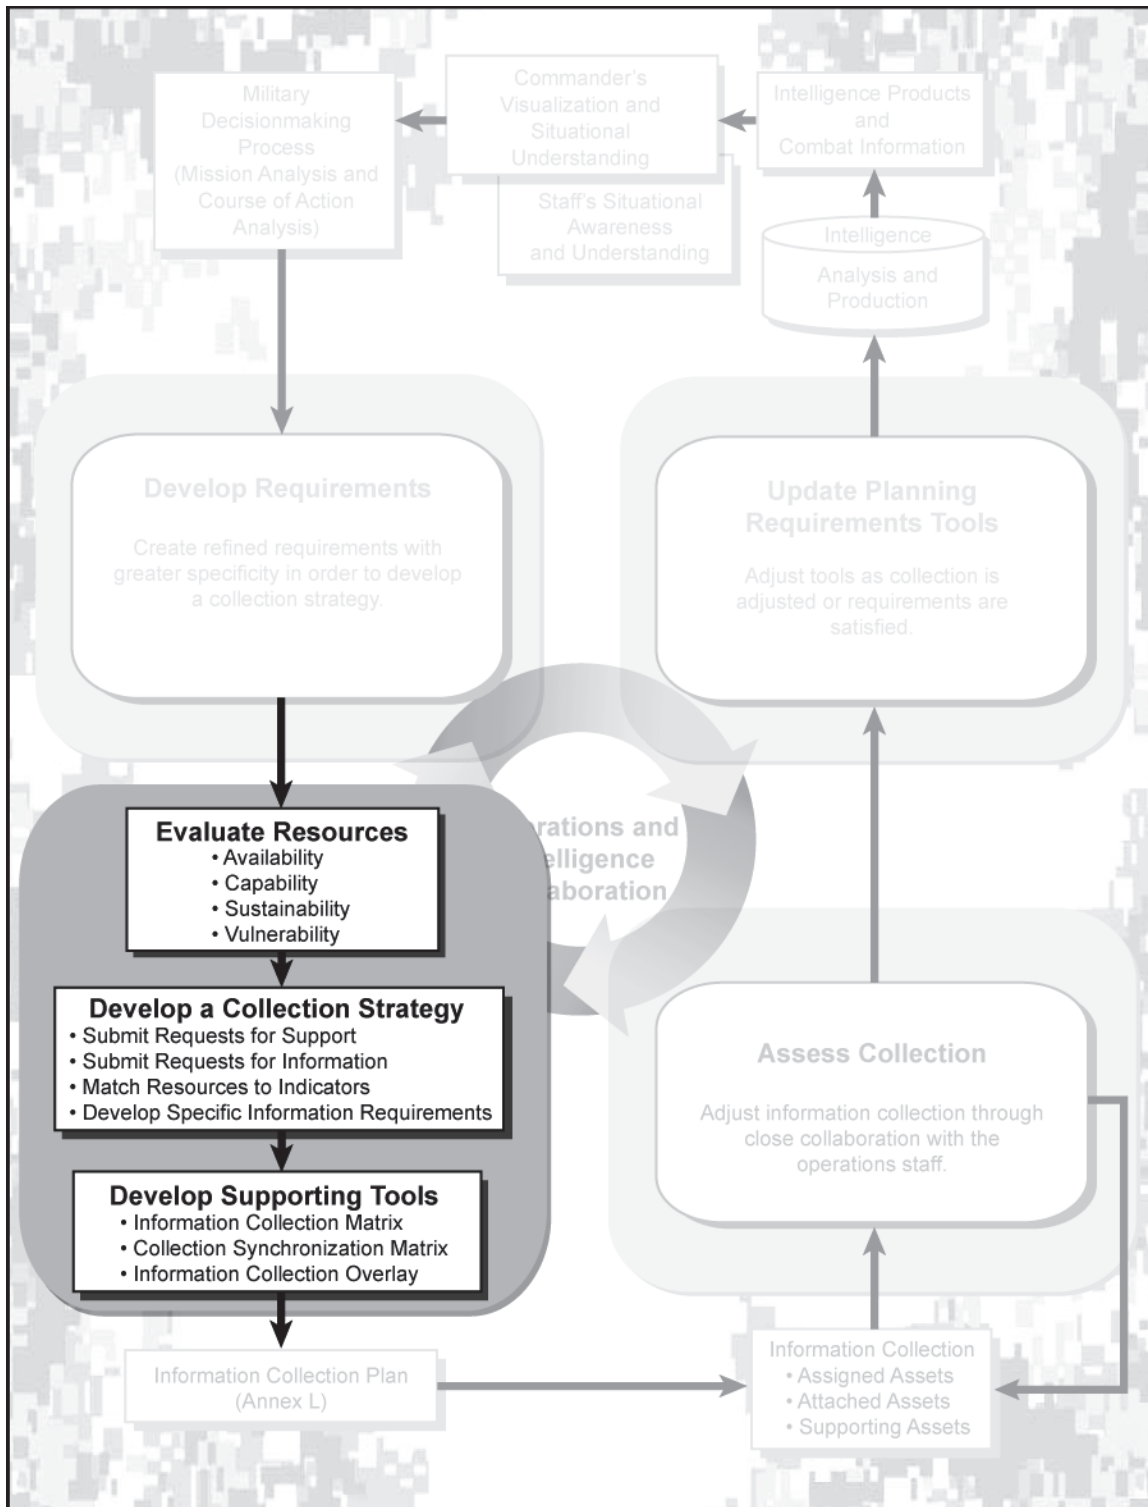 Military
Decisionmaking
Process
(Mission Analysis and
Course of Action
Analysis)
Commander's
Visualization and
Situational
Understanding
Staff's Situational
Awareness
and Understanding
Intelligence Products
and
Combat Information
Intelligence
Analysis and
Production
Develop Requirements
Create refined requirements with
greater specificity in order to develop
a collection strategy.
Update Planning
Requirements Tools
Adjust tools as collection is
adjusted or requirements are
satisfied.
Evaluate Resources
• Availability
• Capability
• Sustainability
• Vulnerability
erations and
elligence
aboration
Develop a Collection Strategy
• Submit Requests for Support
• Submit Requests for Information
• Match Resources to Indicators
• Develop Specific Information Requirements
Develop Supporting Tools
• Information Collection Matrix
• Collection Synchronization Matrix
• Information Collection Overlay
Assess Collection
Adjust information collection through
close collaboration with the
operations staff.
Information Collection Plan
(Annex L)
Information Collection
• Assigned Assets
• Attached Assets
• Supporting Assets